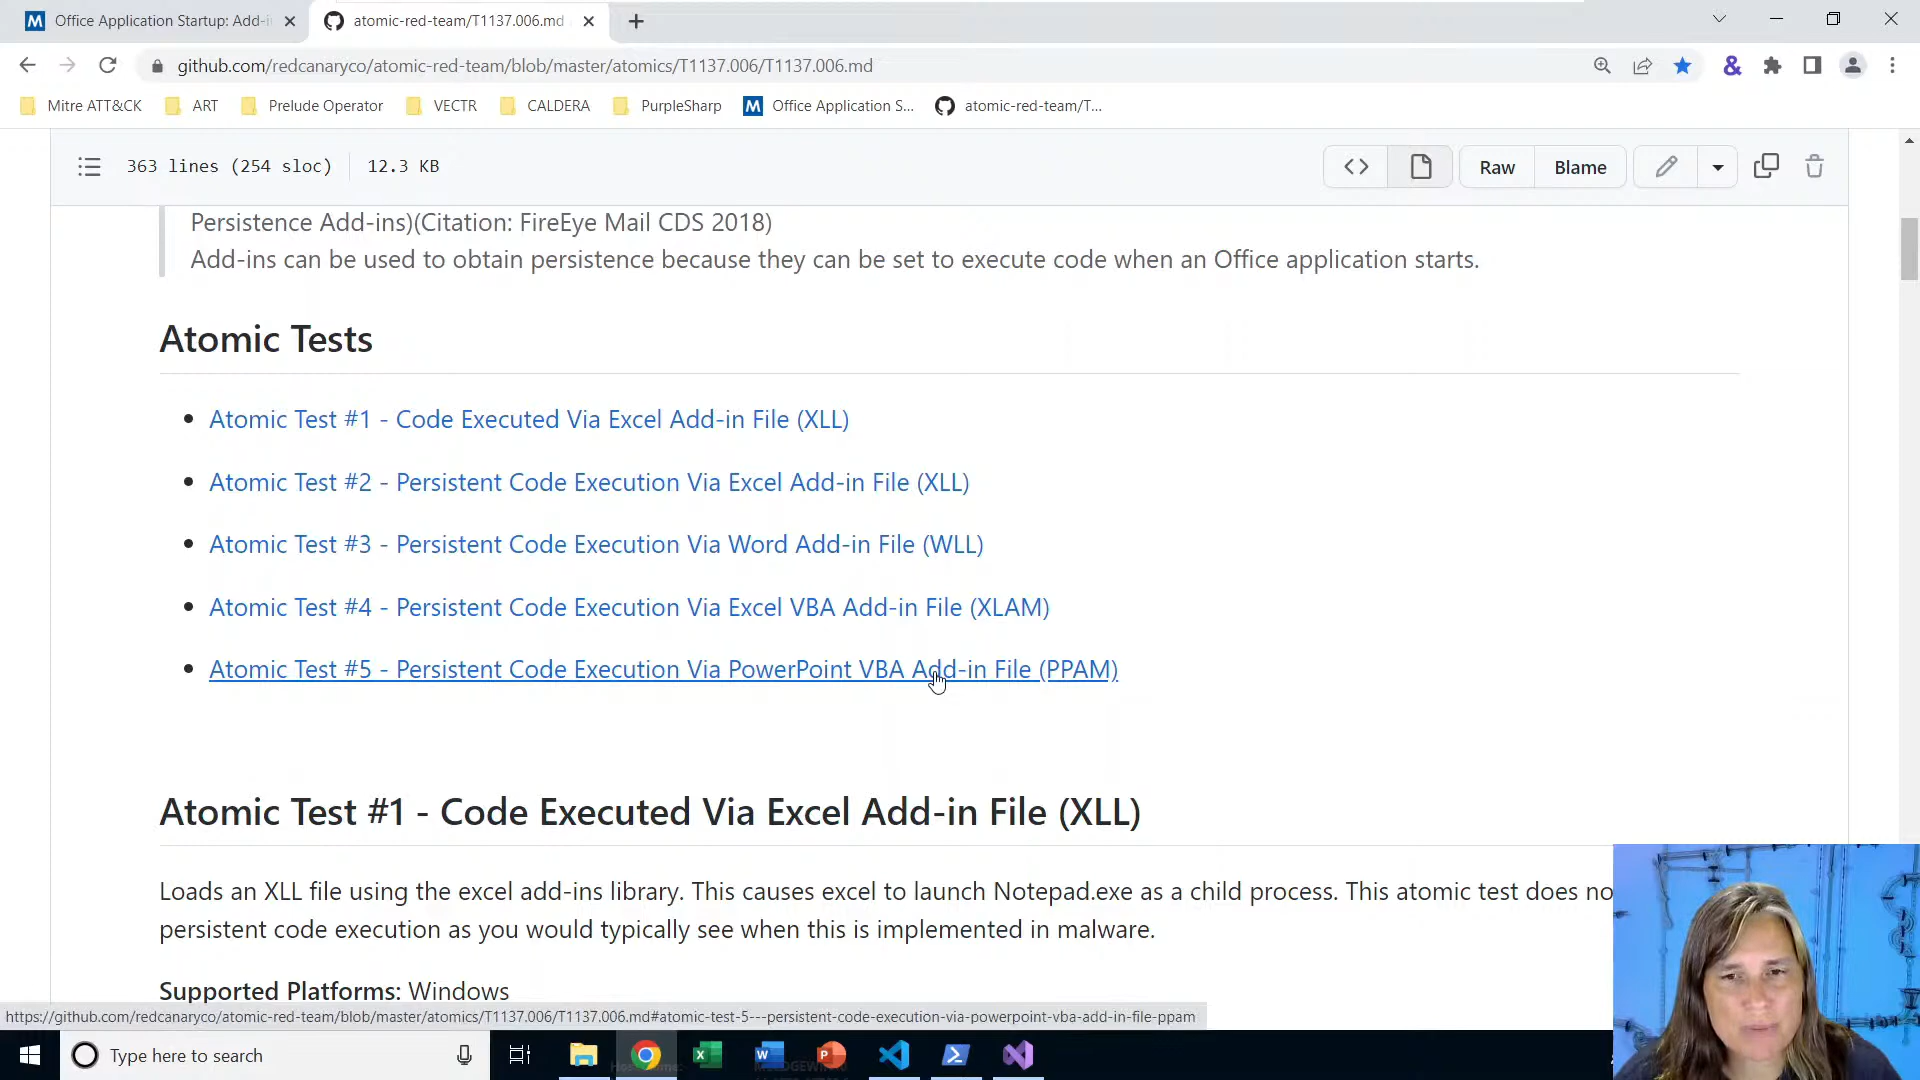 Office Application Startup: Add-i
atomic-red-team/T1137.006.md
github.com/redcanaryco/atomic-red-team/blob/master/atomics/T1137.006/T1137.006.md
Mitre ATT&CK
ART
Prelude Operator
VECTR
CALDERA
PurpleSharp
Office Application S...
atomic-red-team/T...
363 lines (254 sloc)
12.3 KB
Raw
Blame
Persistence Add-ins)(Citation: FireEye Mail CDS 2018)
Add-ins can be used to obtain persistence because they can be set to execute code when an Office application starts.
Atomic Tests
Atomic Test #1 - Code Executed Via Excel Add-in File (XLL)
Atomic Test #2 - Persistent Code Execution Via Excel Add-in File (XLL)
Atomic Test #3 - Persistent Code Execution Via Word Add-in File (WLL)
Atomic Test #4 - Persistent Code Execution Via Excel VBA Add-in File (XLAM)
Atomic Test #5 - Persistent Code Execution Via PowerPoint VBA Add-in File (PPAM)
Atomic Test #1 - Code Executed Via Excel Add-in File (XLL)
Loads an XLL file using the excel add-ins library. This causes excel to launch Notepad.exe as a child process. This atomic test does no
persistent code execution as you would typically see when this is implemented in malware.
Supported Platforms: Windows
https://github.com/redcanaryco/atomic-red-team/blob/master/atomics/T1137.006/T1137.006.md#atomic-test-5---persistent-code-execution-via-powerpoint-vba-add-in-file-ppam
Type here to search